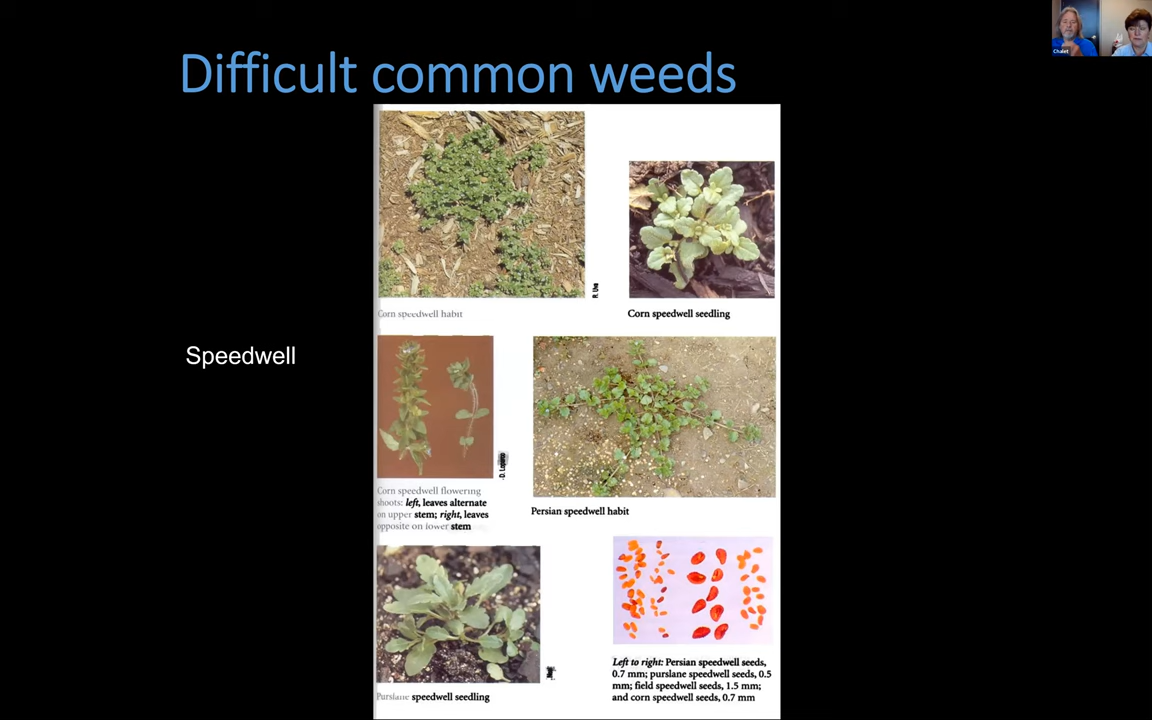 Difficult common weeds
Chalet
R. Uva
Corn speedwell habit
Corn speedwell seedling
Speedwell
Corn speedwell flowering
shoots: left, leaves alternate
on upper stem; right, leaves
opposite on lower stem
Persian speedwell habit
Purslane speedwell seedling
Left to right: Persian speedwell seeds,
0.7 mm; purslane speedwell seeds, 0.5
mm; field speedwell seeds, 1.5 mm;
and corn speedwell seeds, 0.7 mm